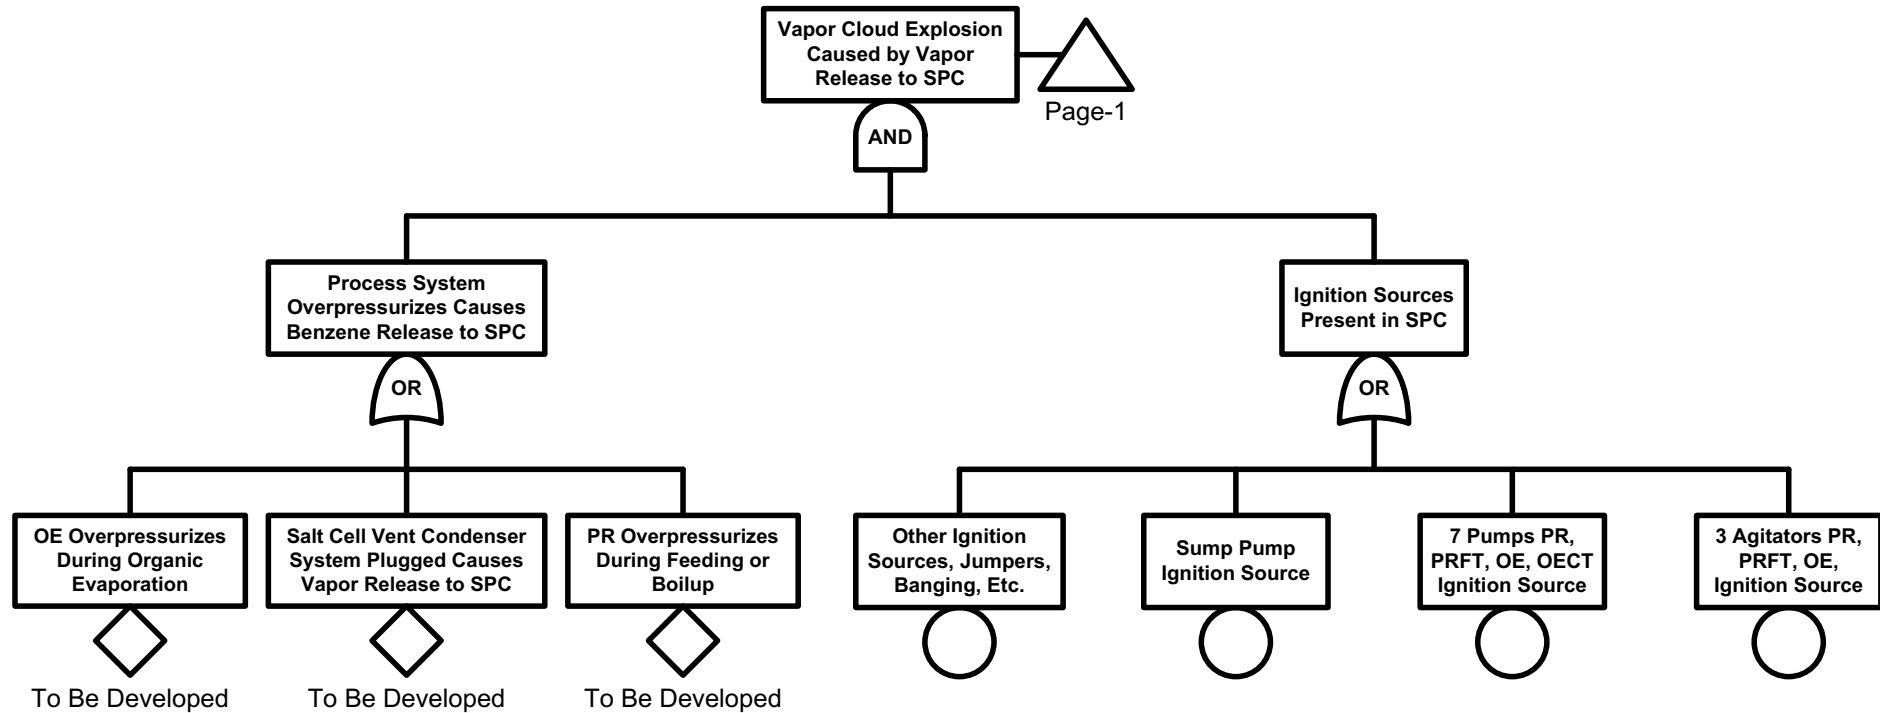 Vapor Cloud Explosion
Caused by Vapor
Release to SPC
Page-1
AND
Process System
Overpressurizes Causes
Benzene Release to SPC
Ignition Sources
Present in SPC
OR
OR
OE Overpressurizes
During Organic
Evaporation
Salt Cell Vent Condenser
System Plugged Causes
Vapor Release to SPC
PR Overpressurizes
During Feeding or
Boilup
Other Ignition
Sources, Jumpers,
Banging, Etc.
Sump Pump
Ignition Source
7 Pumps PR,
PRFT, OE, OECT
Ignition Source
3 Agitators PR,
PRFT, OE,
Ignition Source
To Be Developed
To Be Developed
To Be Developed